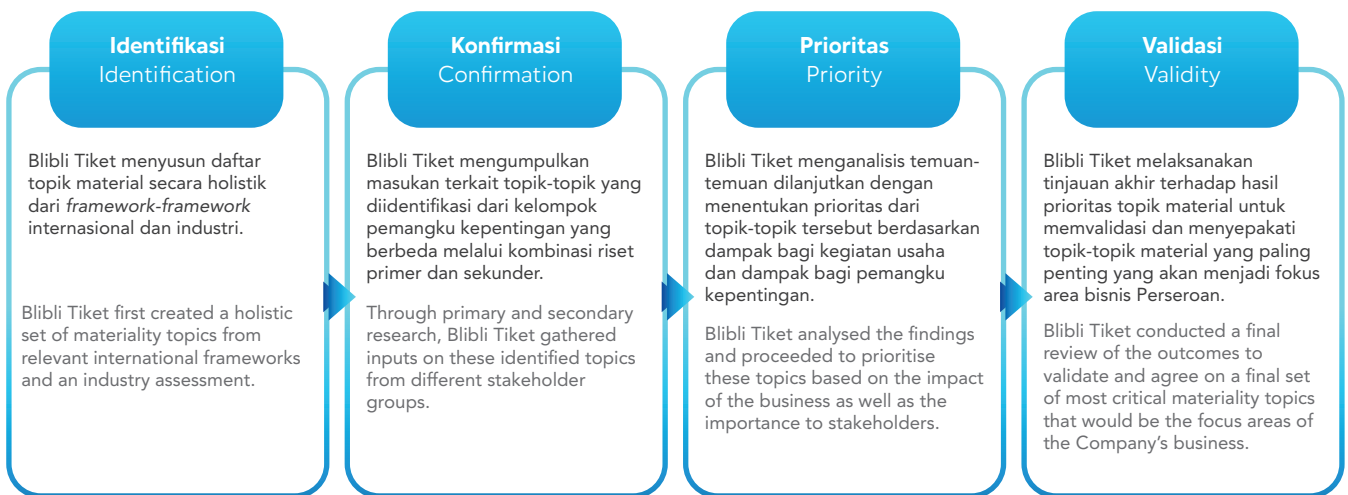 Identifikasi
Identification
Blibli Tiket menyusun daftar
topik material secara holistik
dari framework-framework
internasional dan industri.
Blibli Tiket first created a holistic
set of materiality topics from
relevant international frameworks
and an industry assessment.
Konfirmasi
Confirmation
Blibli Tiket mengumpulkan
masukan terkait topik-topik yang
diidentifikasi dari kelompok
pemangku kepentingan yang
berbeda melalui kombinasi riset
primer dan sekunder.
Through primary and secondary
research, Blibli Tiket gathered
inputs on these identified topics
from different stakeholder
groups.
Prioritas
Priority
Blibli Tiket menganalisis temuan-
temuan dilanjutkan dengan
menentukan prioritas dari
topik-topik tersebut berdasarkan
dampak bagi kegiatan usaha
dan dampak bagi pemangku
kepentingan.
Blibli Tiket analysed the findings
and proceeded to prioritise
these topics based on the impact
of the business as well as the
importance to stakeholders.
Validasi
Validity
Blibli Tiket melaksanakan
tinjauan akhir terhadap hasil
prioritas topik material untuk
memvalidasi dan menyepakati
topik-topik material yang paling
penting yang akan menjadi fokus
area bisnis Perseroan.
Blibli Tiket conducted a final
review of the outcomes to
validate and agree on a final set
of most critical materiality topics
that would be the focus areas of
the Company's business.